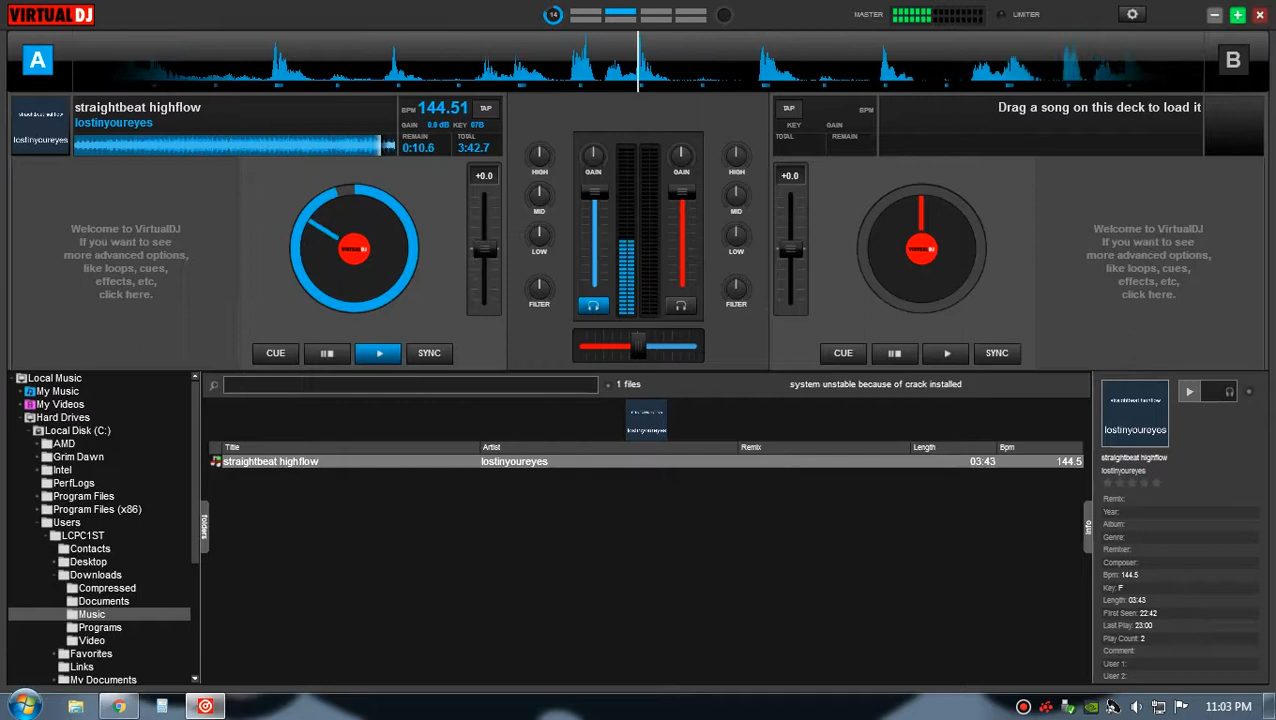 VIRTUALDJ
14
MASTER
LIMITER
A
B
straightbeat highflow
lostinyoureyes
BPM 144.51 TAP
GAIN 0.0 dB KEY 07B
REMAIN TOTAL
0:10.6 3:42.7
lostinyoureyes
TAP BPM
KEY GAIN
TOTAL REMAIN
Drag a song on this deck to load it
HIGH
MID
LOW
FILTER
GAIN
GAIN
HIGH
MID
LOW
FILTER
+0.0
+0.0
Welcome to VirtualDJ
If you want to see
more advanced options,
like loops, cues,
effects, etc,
click here.
VIRTUALDJ
VIRTUALDJ
Welcome to VirtualDJ
If you want to see
more advanced options,
like loops, cues,
effects, etc,
click here.
CUE
SYNC
CUE
SYNC
Local Music
My Music
My Videos
Hard Drives
Local Disk (C:)
AMD
Grim Dawn
Intel
PerfLogs
Program Files
Program Files (x86)
Users
LCPC1ST
Contacts
Desktop
Downloads
Compressed
Documents
Music
Programs
Video
Favorites
Links
My Documents
folders
1 files
system unstable because of crack installed
lostinyoureyes
Title Artist Remix Length Bpm
straightbeat highflow lostinyoureyes 03:43 144.5
info
straightbeat highflow
lostinyoureyes
straightbeat highflow
lostinyoureyes
Remix:
Year:
Album:
Genre:
Remixer:
Composer:
Bpm: 144.5
Key: F
Length: 03:43
First Seen: 22:42
Last Play: 23:00
Play Count: 2
Comment:
User 1:
User 2:
11:03 PM